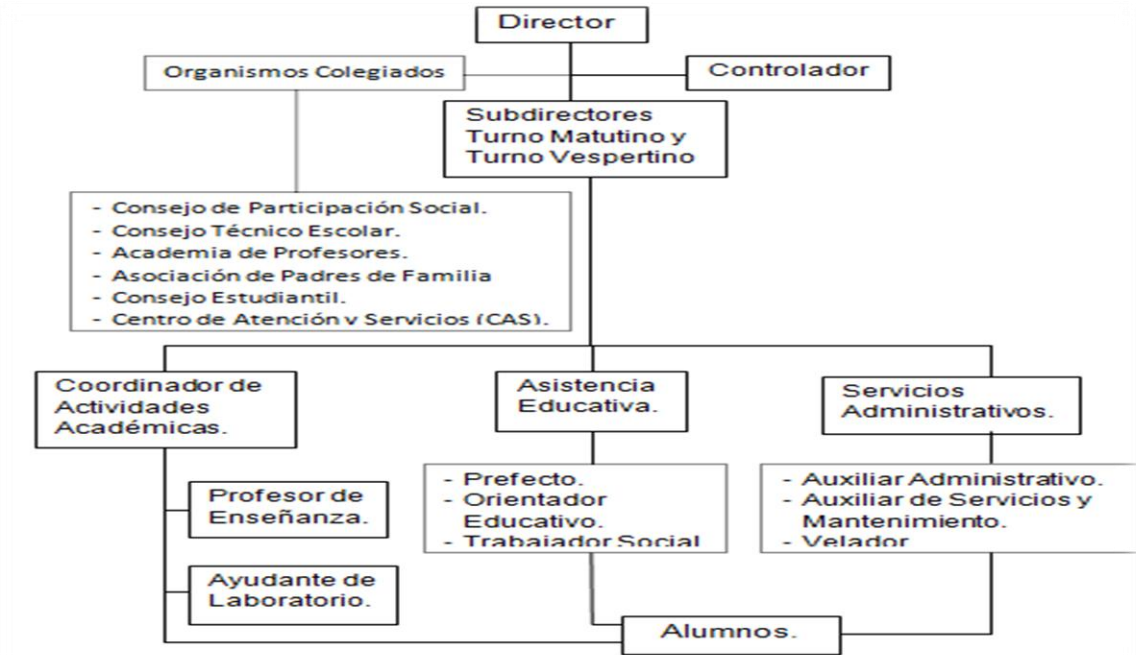 Director
Organismos Colegiados
Controlador
Subdirectores
Turno Matutino y
Turno Vespertino
- Consejo de Participación Social.
- Consejo Técnico Escolar.
- Academia de Profesores.
- Asociación de Padres de Familia
- Consejo Estudiantil.
- Centro de Atención y Servicios (CAS).
Coordinador de
Actividades
Académicas.
Asistencia
Educativa.
Servicios
Administrativos.
Profesor de
Enseñanza.
- Prefecto.
- Orientador
Educativo.
- Trabajador Social
- Auxiliar Administrativo.
- Auxiliar de Servicios y
Mantenimiento.
- Velador
Ayudante de
Laboratorio.
Alumnos.